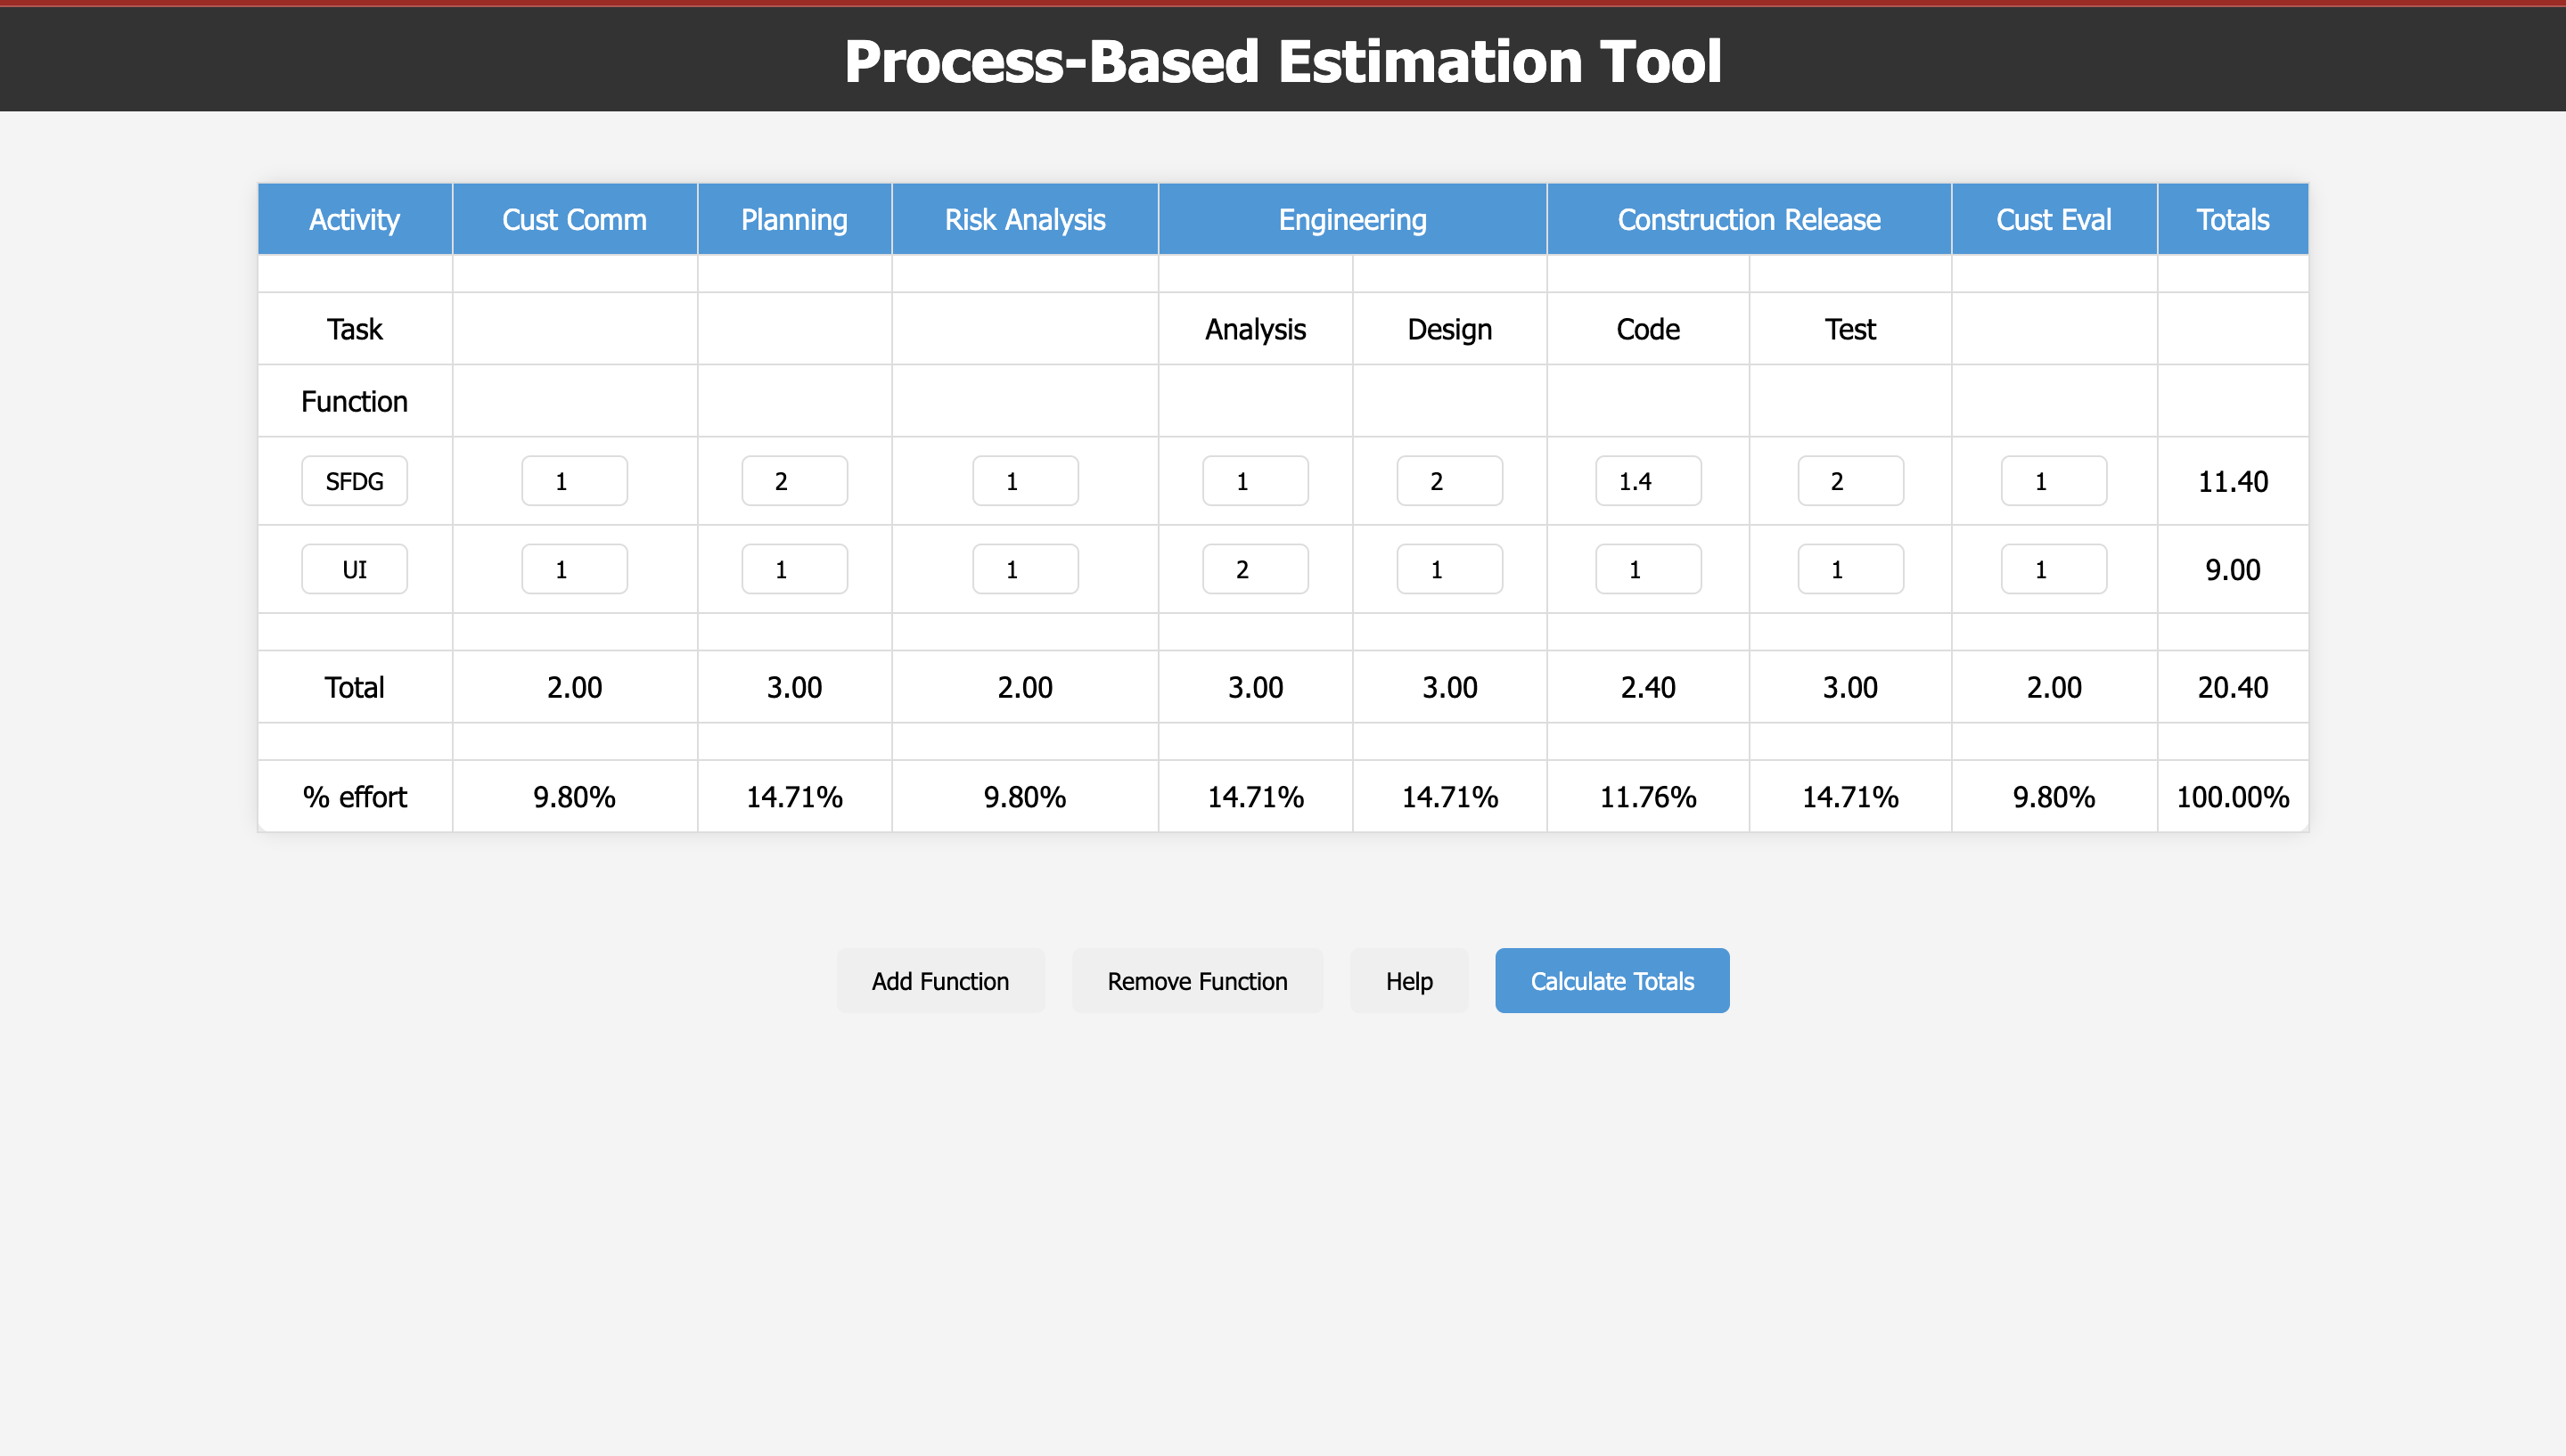 Process-Based Estimation Tool
Activity Cust Comm Planning Risk Analysis Engineering Construction Release Cust Eval Totals
Task Analysis Design Code Test
Function
SFDG 1 2 1 1 2 1.4 2 1 11.40
UI 1 1 1 2 1 1 1 1 9.00
Total 2.00 3.00 2.00 3.00 3.00 2.40 3.00 2.00 20.40
% effort 9.80% 14.71% 9.80% 14.71% 14.71% 11.76% 14.71% 9.80% 100.00%
Add Function Remove Function Help Calculate Totals